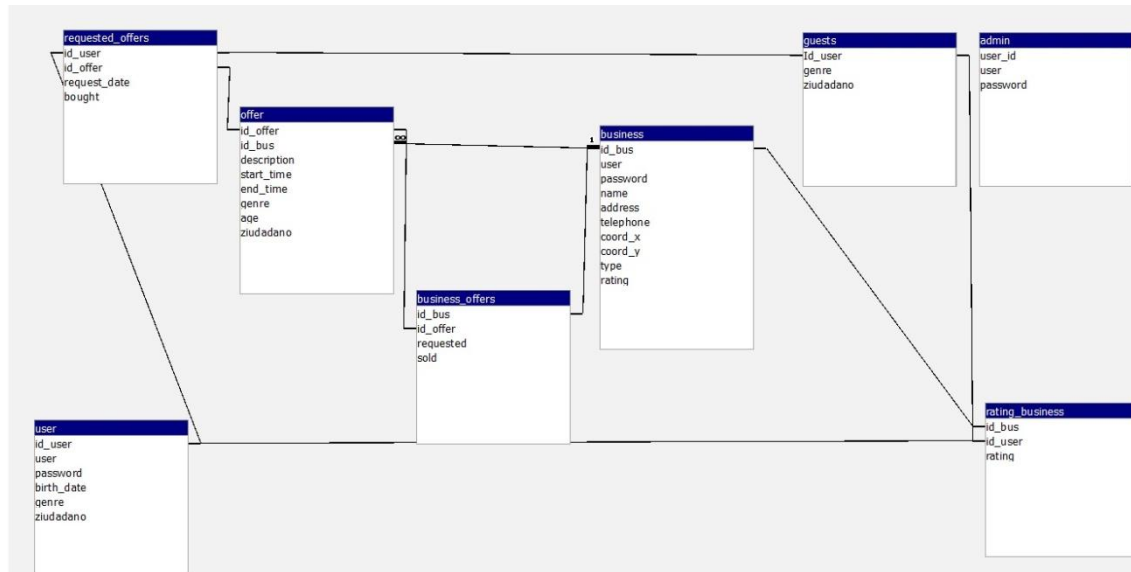 requested_offers
id_user
id_offer
request_date
bought
offer
id_offer
id_bus
description
start_time
end_time
genre
age
ziudadano
business_offers
id_bus
id_offer
requested
sold
∞
1
business
id_bus
user
password
name
address
telephone
coord_x
coord_y
type
rating
guests
Id_user
genre
ziudadano
admin
user_id
user
password
user
id_user
user
password
birth_date
genre
ziudadano
rating_business
id_bus
id_user
rating